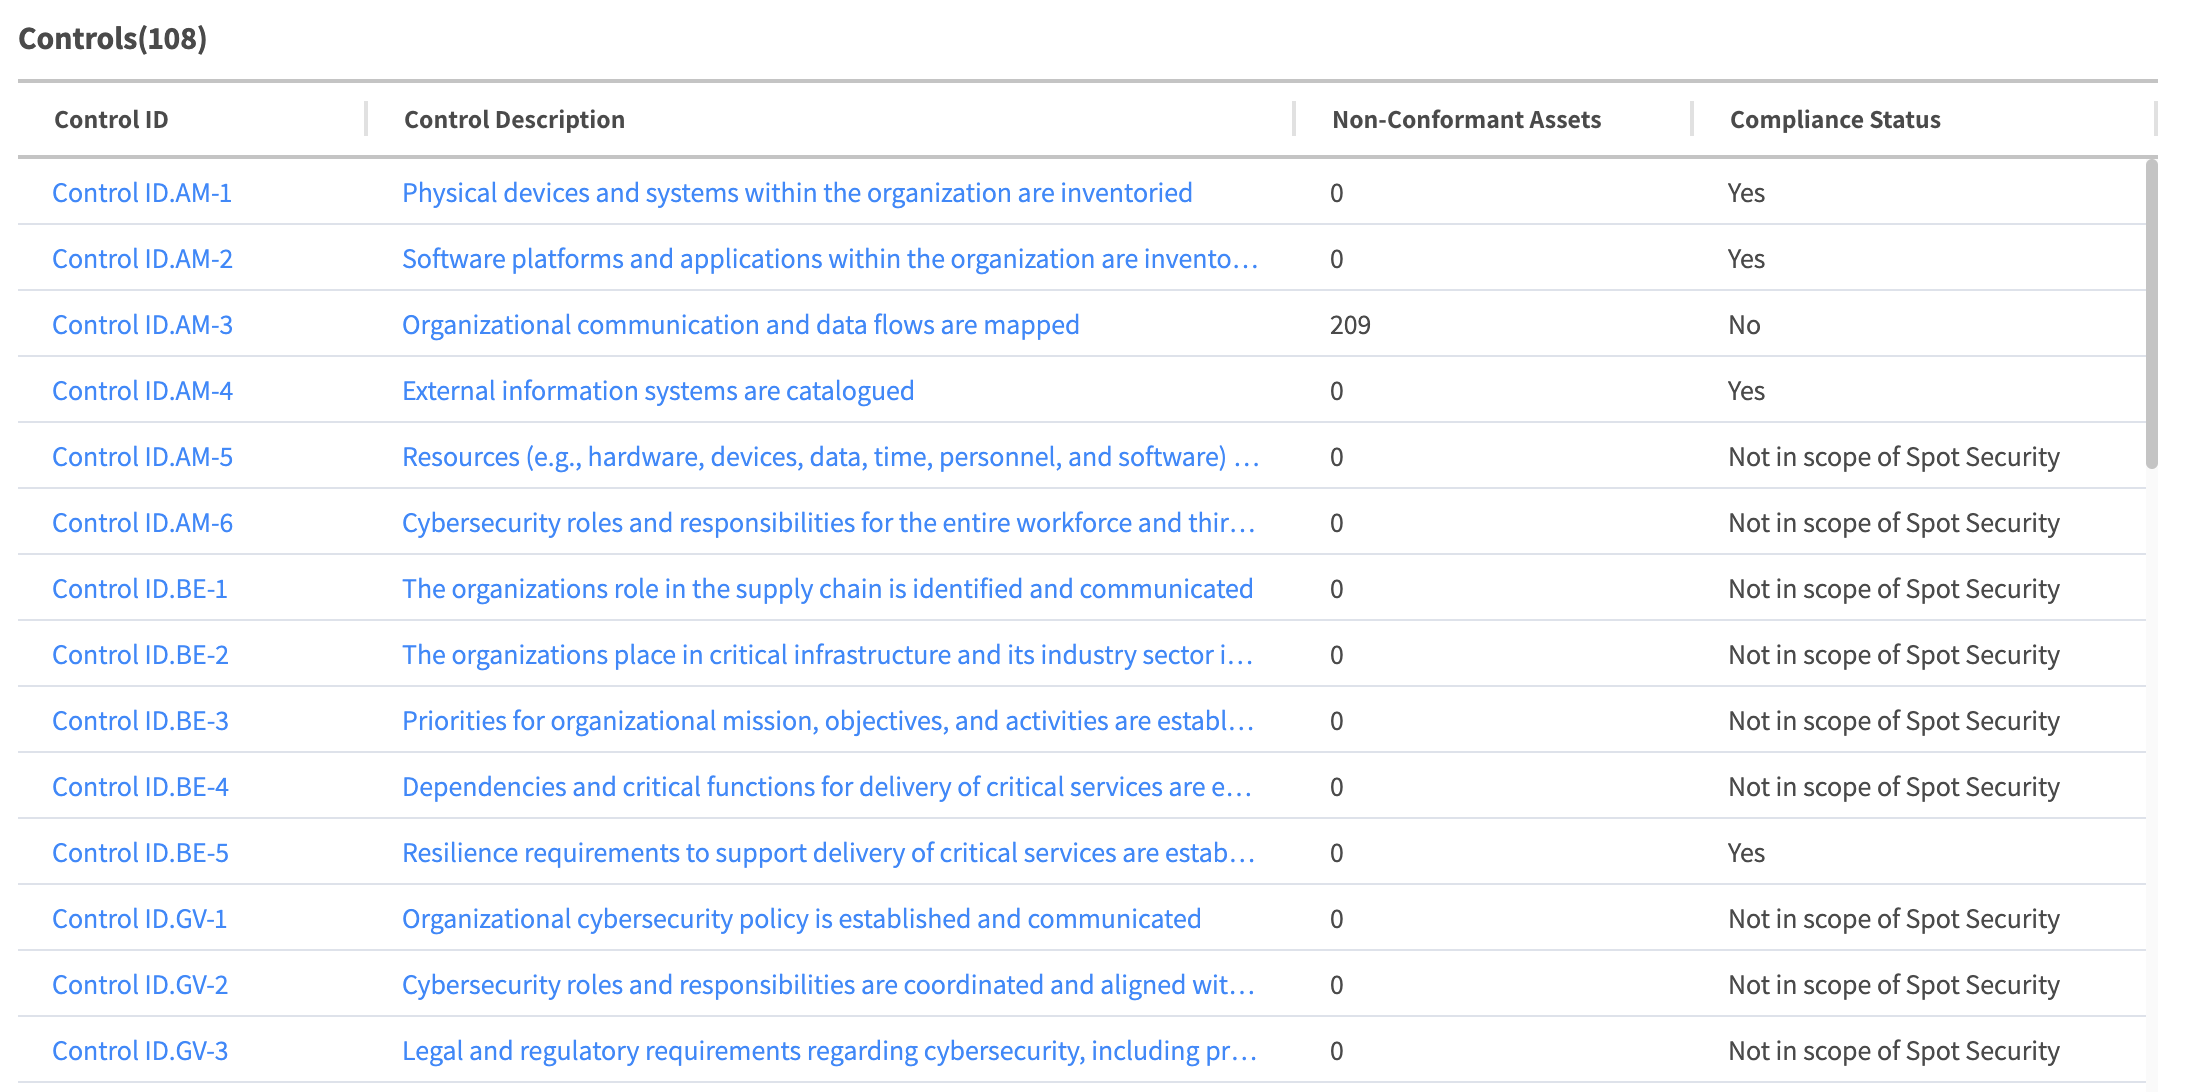 Controls(108)
Control ID Control Description Non-Conformant Assets Compliance Status
Control ID.AM-1 Physical devices and systems within the organization are inventoried 0 Yes
Control ID.AM-2 Software platforms and applications within the organization are invento… 0 Yes
Control ID.AM-3 Organizational communication and data flows are mapped 209 No
Control ID.AM-4 External information systems are catalogued 0 Yes
Control ID.AM-5 Resources (e.g., hardware, devices, data, time, personnel, and software) … 0 Not in scope of Spot Security
Control ID.AM-6 Cybersecurity roles and responsibilities for the entire workforce and thir… 0 Not in scope of Spot Security
Control ID.BE-1 The organizations role in the supply chain is identified and communicated 0 Not in scope of Spot Security
Control ID.BE-2 The organizations place in critical infrastructure and its industry sector i… 0 Not in scope of Spot Security
Control ID.BE-3 Priorities for organizational mission, objectives, and activities are establ… 0 Not in scope of Spot Security
Control ID.BE-4 Dependencies and critical functions for delivery of critical services are e… 0 Not in scope of Spot Security
Control ID.BE-5 Resilience requirements to support delivery of critical services are estab… 0 Yes
Control ID.GV-1 Organizational cybersecurity policy is established and communicated 0 Not in scope of Spot Security
Control ID.GV-2 Cybersecurity roles and responsibilities are coordinated and aligned wit… 0 Not in scope of Spot Security
Control ID.GV-3 Legal and regulatory requirements regarding cybersecurity, including pr… 0 Not in scope of Spot Security